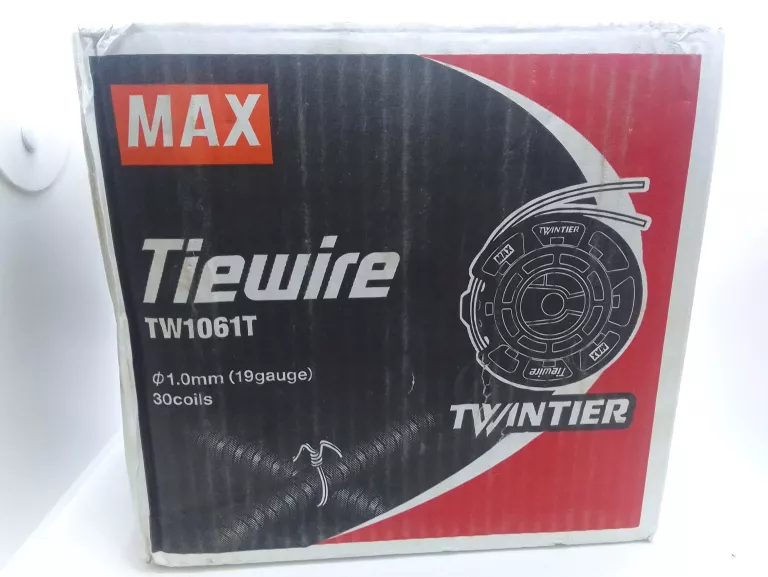 MAX
Tiewire
TW1061T
ϕ1.0mm (19gauge)
30coils
TWINTIER
MAX
MAX
Tiewire
TWINTIER